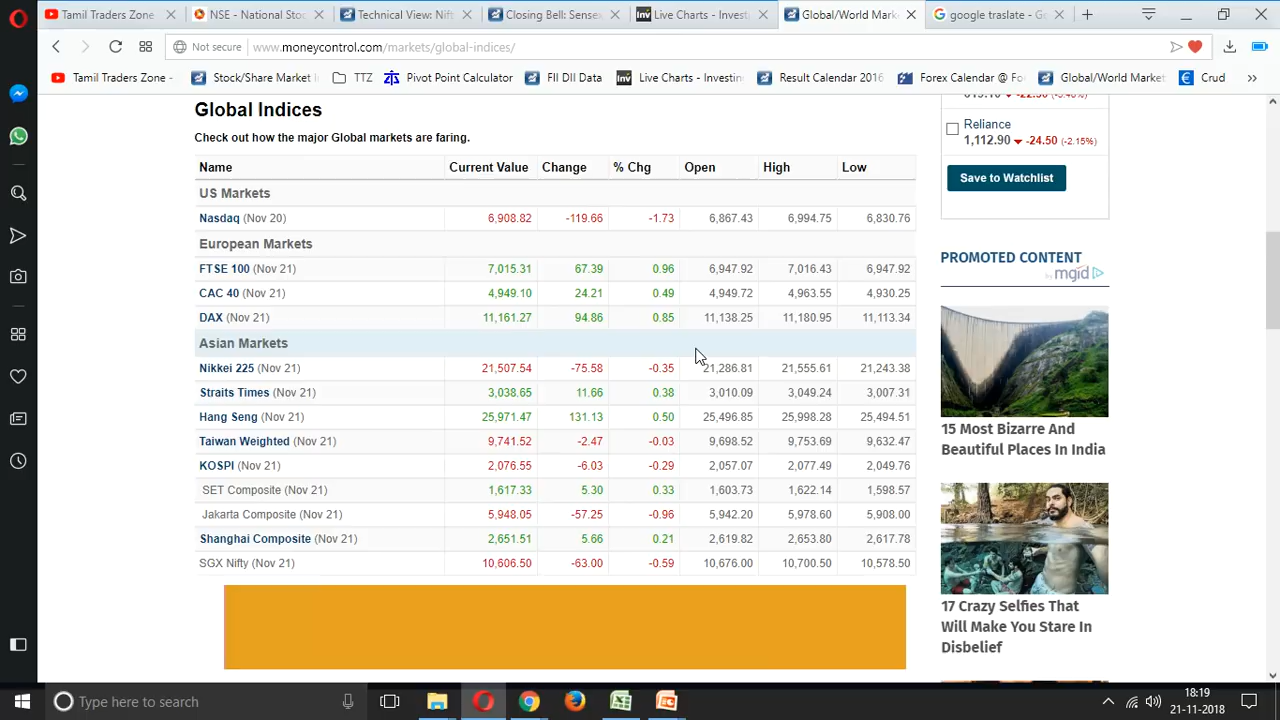 Tamil Traders Zone
NSE - National Stoc
Technical View: Nift
Closing Bell: Sensex
Live Charts - Invest
Global/World Mark
google traslate - Go
Not secure
www.moneycontrol.com/markets/global-indices/
Tamil Traders Zone -
Stock/Share Market I
TTZ
Pivot Point Calculator
FII DII Data
Live Charts - Investin
Result Calendar 2016
Forex Calendar @ Fo
Global/World Market
Crud
Global Indices
Check out how the major Global markets are faring.
Name Current Value Change % Chg Open High Low
US Markets
Nasdaq (Nov 20) 6,908.82 -119.66 -1.73 6,867.43 6,994.75 6,830.76
European Markets
FTSE 100 (Nov 21) 7,015.31 67.39 0.96 6,947.92 7,016.43 6,947.92
CAC 40 (Nov 21) 4,949.10 24.21 0.49 4,949.72 4,963.55 4,930.25
DAX (Nov 21) 11,161.27 94.86 0.85 11,138.25 11,180.95 11,113.34
Asian Markets
Nikkei 225 (Nov 21) 21,507.54 -75.58 -0.35 21,286.81 21,555.61 21,243.38
Straits Times (Nov 21) 3,038.65 11.66 0.38 3,010.09 3,049.24 3,007.31
Hang Seng (Nov 21) 25,971.47 131.13 0.50 25,496.85 25,998.28 25,494.51
Taiwan Weighted (Nov 21) 9,741.52 -2.47 -0.03 9,698.52 9,753.69 9,632.47
KOSPI (Nov 21) 2,076.55 -6.03 -0.29 2,057.07 2,077.49 2,049.76
SET Composite (Nov 21) 1,617.33 5.30 0.33 1,603.73 1,622.14 1,598.57
Jakarta Composite (Nov 21) 5,948.05 -57.25 -0.96 5,942.20 5,978.60 5,908.00
Shanghai Composite (Nov 21) 2,651.51 5.66 0.21 2,619.82 2,653.80 2,617.78
SGX Nifty (Nov 21) 10,606.50 -63.00 -0.59 10,676.00 10,700.50 10,578.50
Reliance
1,112.90 -24.50 (-2.15%)
Save to Watchlist
PROMOTED CONTENT
by mgid
15 Most Bizarre And
Beautiful Places In India
17 Crazy Selfies That
Will Make You Stare In
Disbelief
Type here to search
18:19
21-11-2018